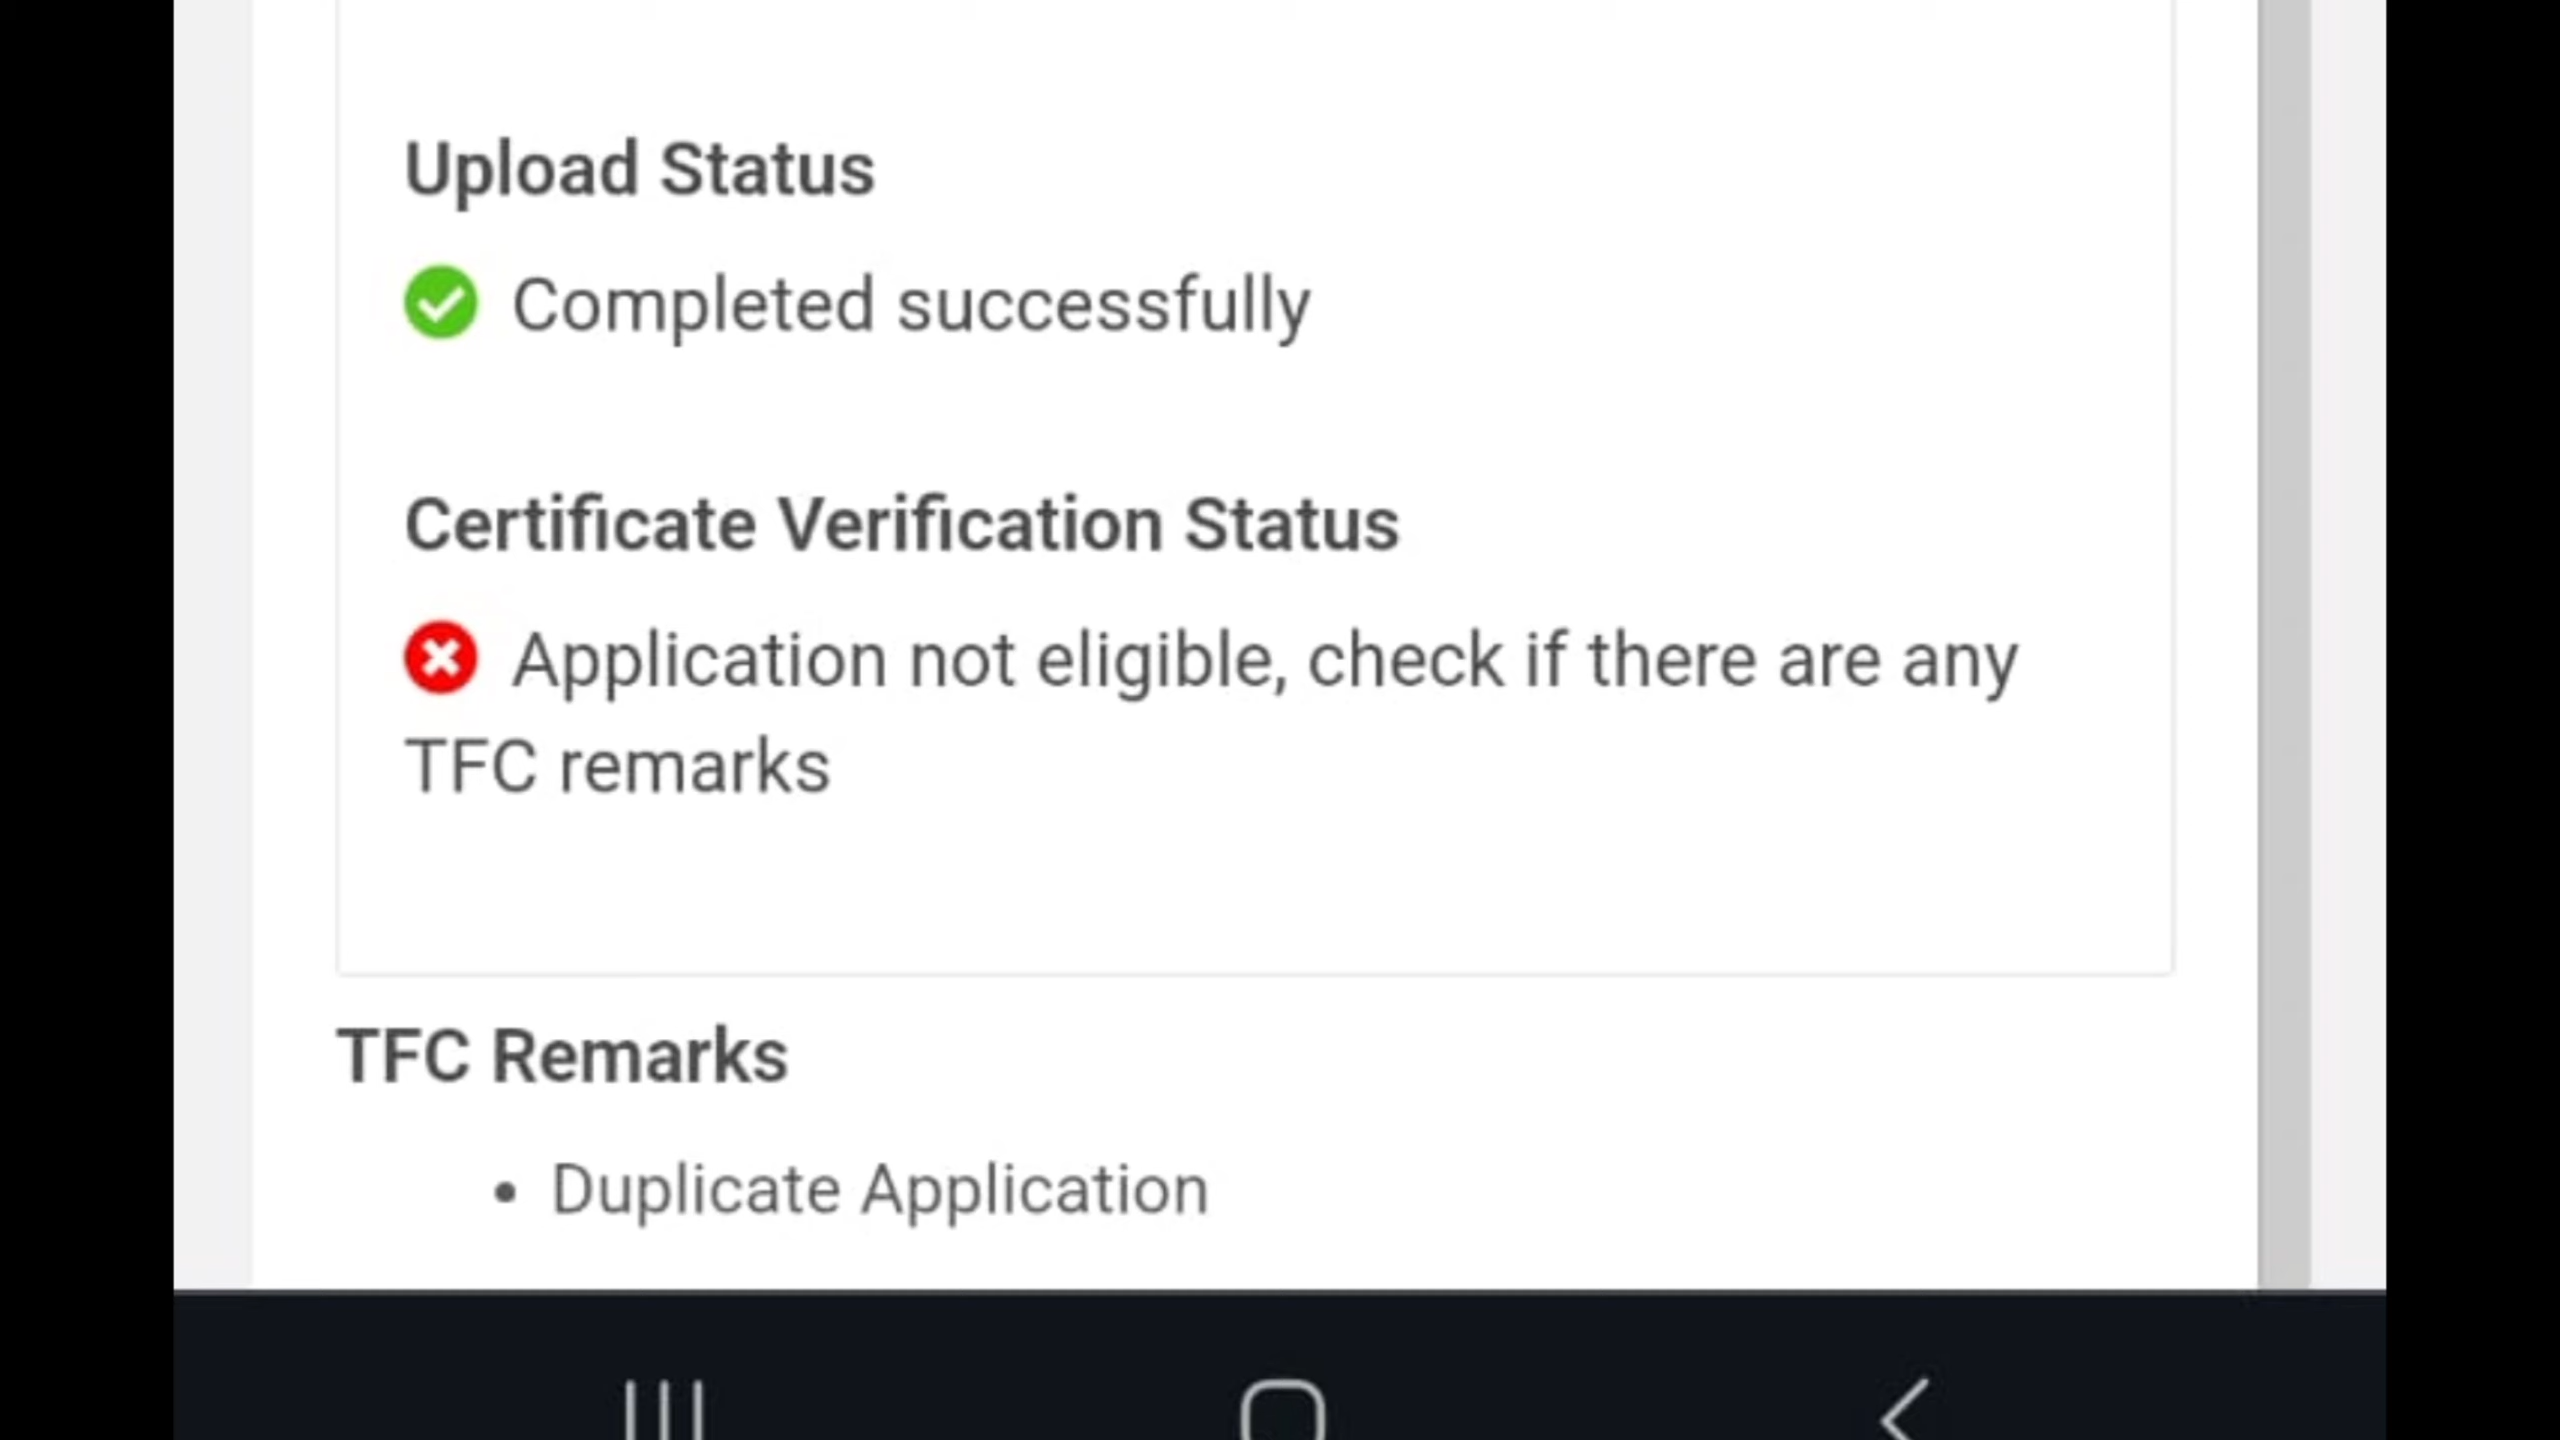 Upload Status
Completed successfully
Certificate Verification Status
Application not eligible, check if there are any
TFC remarks
TFC Remarks
• Duplicate Application